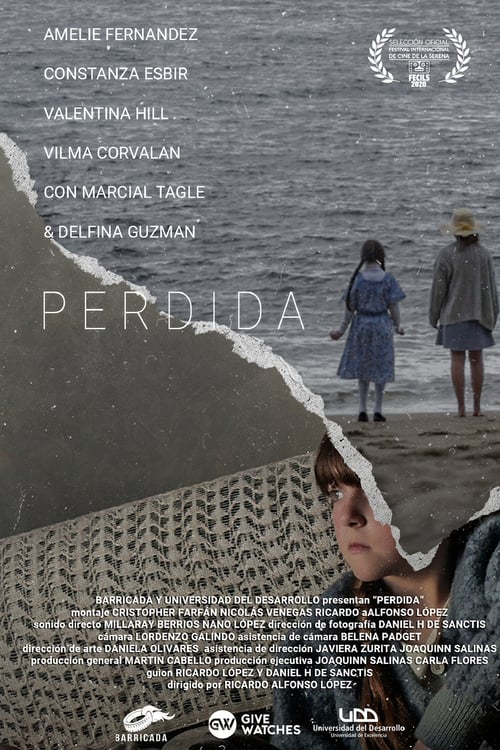 AMELIE FERNANDEZ
CONSTANZA ESBIR
VALENTINA HILL
VILMA CORVALAN
CON MARCIAL TAGLE
& DELFINA GUZMAN
SELECCIÓN OFICIAL
FESTIVAL INTERNACIONAL
DE CINE DE LA SERENA
FECILS
2020
PERDIDA
BARRICADA Y UNIVERSIDAD DEL DESARROLLO presentan "PERDIDA"
montaje CRISTOPHER FARFÁN NICOLÁS VENEGAS RICARDO aALFONSO LÓPEZ
sonido directo MILLARAY BERRIOS NANO LÓPEZ dirección de fotografía DANIEL H DE SANCTIS
cámara LORDENZO GALINDO asistencia de cámara BELENA PADGET
dirección de arte DANIELA OLIVARES asistencia de dirección JAVIERA ZURITA JOAQUINN SALINAS
producción general MARTIN CABELLO producción ejecutiva JOAQUINN SALINAS CARLA FLORES
guion RICARDO LÓPEZ Y DANIEL H DE SANCTIS
dirigido por RICARDO ALFONSO LÓPEZ
BARRICADA
GW GIVE
WATCHES
UDD
Universidad del Desarrollo
Universidad de Excelencia